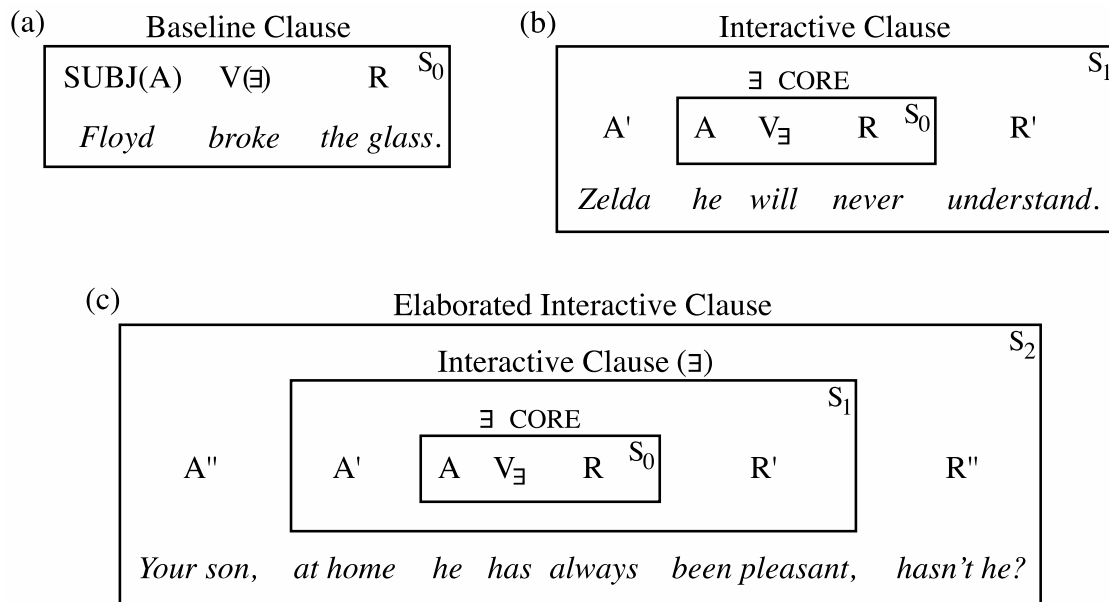 (a)
Baseline Clause
SUBJ(A) V(∃) R S0
Floyd broke the glass.
(b)
Interactive Clause
S1
∃ CORE
A' A V∃ R S0 R'
Zelda he will never understand.
(c)
Elaborated Interactive Clause
S2
Interactive Clause (∃)
S1
∃ CORE
A" A' A V∃ R S0 R' R"
Your son, at home he has always been pleasant, hasn't he?